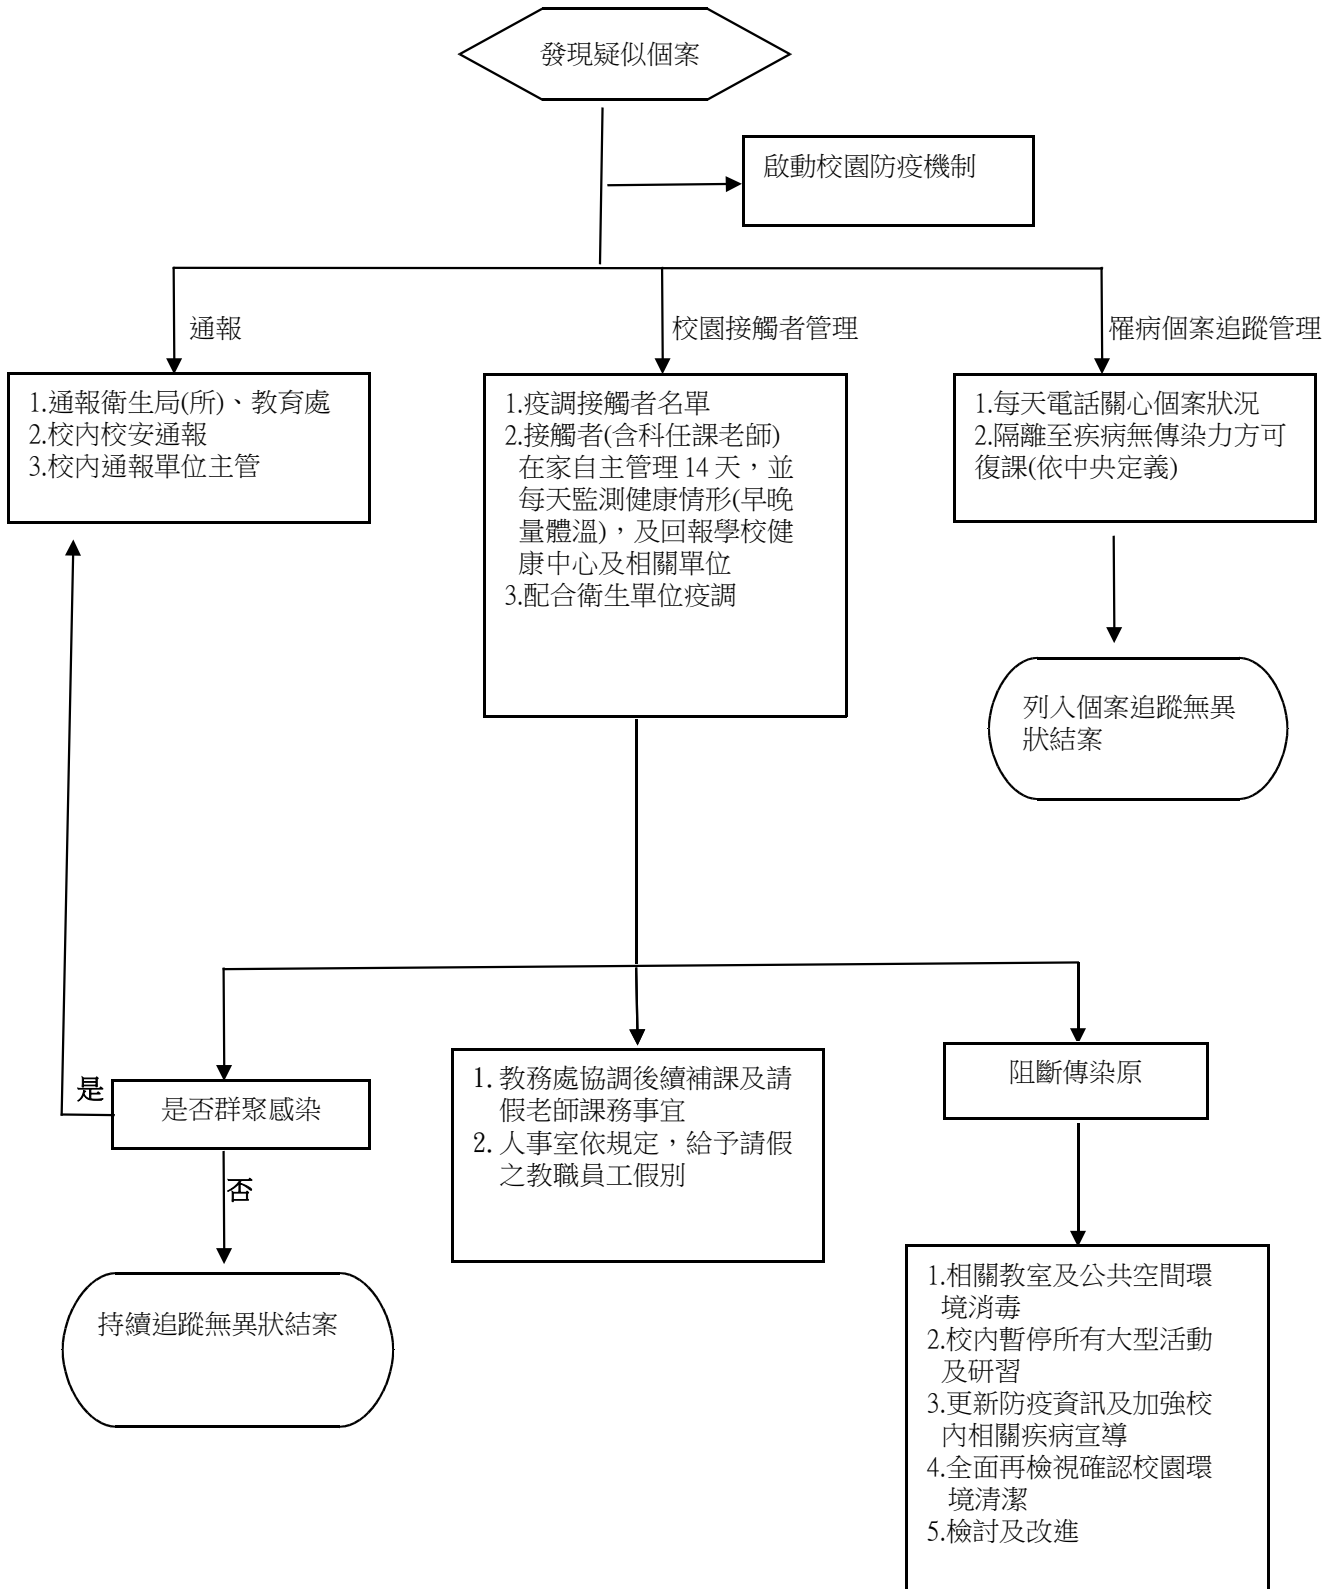 發現疑似個案
啟動校園防疫機制
通報
校園接觸者管理
罹病個案追蹤管理
1.通報衛生局(所)、教育處
2.校內校安通報
3.校內通報單位主管
1.疫調接觸者名單
2.接觸者(含科任課老師)
在家自主管理 14 天，並
每天監測健康情形(早晚
量體溫)，及回報學校健
康中心及相關單位
3.配合衛生單位疫調
1.每天電話關心個案狀況
2.隔離至疾病無傳染力方可
復課(依中央定義)
列入個案追蹤無異
狀結案
是
是否群聚感染
否
持續追蹤無異狀結案
1. 教務處協調後續補課及請
假老師課務事宜
2. 人事室依規定，給予請假
之教職員工假別
阻斷傳染原
1.相關教室及公共空間環
境消毒
2.校內暫停所有大型活動
及研習
3.更新防疫資訊及加強校
內相關疾病宣導
4.全面再檢視確認校園環
境清潔
5.檢討及改進